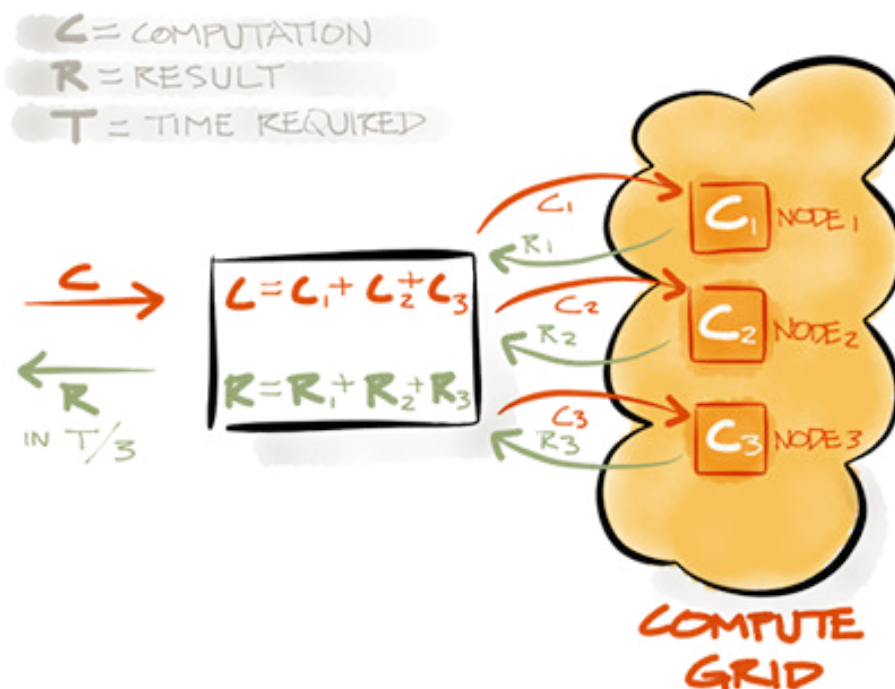 C = COMPUTATION
R = RESULT
T = TIME REQUIRED
C
R
IN T/3
C = C₁ + C₂ + C₃
R = R₁ + R₂ + R₃
C₁
R₁
C₂
R₂
C₃
R₃
C₁ NODE 1
C₂ NODE 2
C₃ NODE 3
COMPUTE
GRID